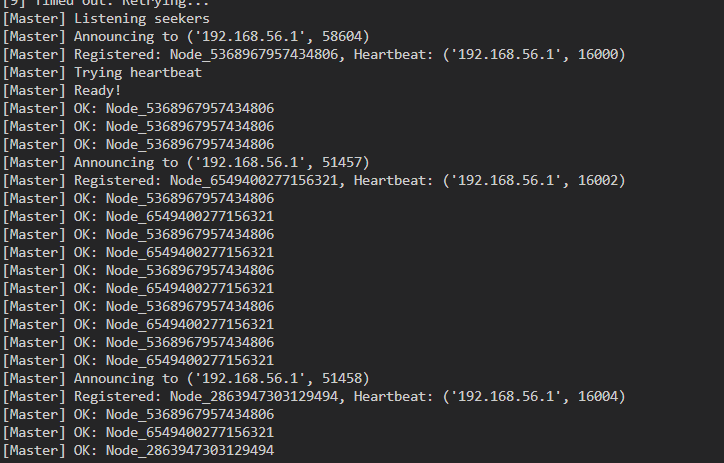 [9] Timed out. Retrying...
[Master] Listening seekers
[Master] Announcing to ('192.168.56.1', 58604)
[Master] Registered: Node_5368967957434806, Heartbeat: ('192.168.56.1', 16000)
[Master] Trying heartbeat
[Master] Ready!
[Master] OK: Node_5368967957434806
[Master] OK: Node_5368967957434806
[Master] OK: Node_5368967957434806
[Master] Announcing to ('192.168.56.1', 51457)
[Master] Registered: Node_6549400277156321, Heartbeat: ('192.168.56.1', 16002)
[Master] OK: Node_5368967957434806
[Master] OK: Node_6549400277156321
[Master] OK: Node_5368967957434806
[Master] OK: Node_6549400277156321
[Master] OK: Node_5368967957434806
[Master] OK: Node_6549400277156321
[Master] OK: Node_5368967957434806
[Master] OK: Node_6549400277156321
[Master] OK: Node_5368967957434806
[Master] OK: Node_6549400277156321
[Master] Announcing to ('192.168.56.1', 51458)
[Master] Registered: Node_2863947303129494, Heartbeat: ('192.168.56.1', 16004)
[Master] OK: Node_5368967957434806
[Master] OK: Node_6549400277156321
[Master] OK: Node_2863947303129494